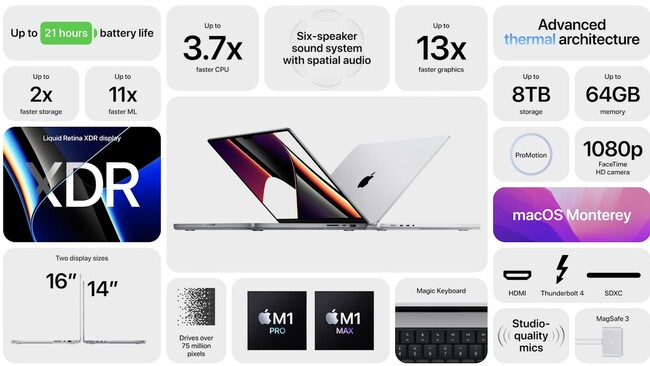 Up to 21 hours battery life
Up to
3.7x
faster CPU
Six-speaker
sound system
with spatial audio
Up to
13x
faster graphics
Advanced
thermal architecture
Up to
2x
faster storage
Up to
11x
faster ML
Up to
8TB
storage
Up to
64GB
memory
Liquid Retina XDR display
XDR
ProMotion
1080p
FaceTime
HD camera
macOS Monterey
Two display sizes
16”
14”
Drives over
75 million
pixels
M1
PRO
M1
MAX
Magic Keyboard
HDMI
Thunderbolt 4
SDXC
Studio-
quality
mics
MagSafe 3